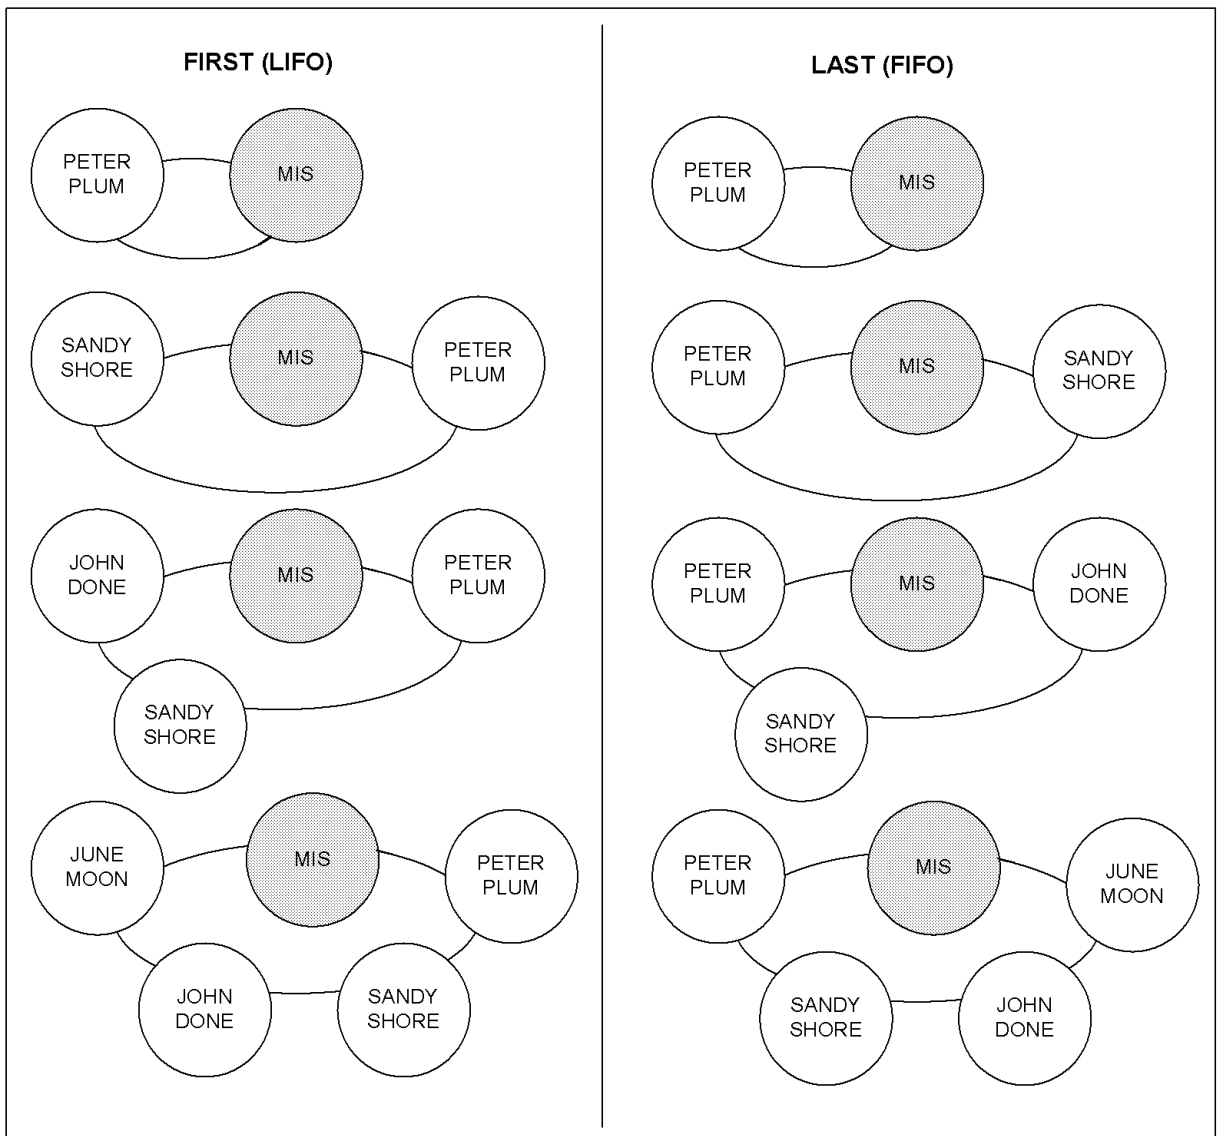 FIRST (LIFO)
PETER
PLUM
MIS
SANDY
SHORE
MIS
PETER
PLUM
JOHN
DONE
MIS
PETER
PLUM
SANDY
SHORE
JUNE
MOON
MIS
PETER
PLUM
JOHN
DONE
SANDY
SHORE
LAST (FIFO)
PETER
PLUM
MIS
PETER
PLUM
MIS
SANDY
SHORE
PETER
PLUM
MIS
JOHN
DONE
SANDY
SHORE
PETER
PLUM
MIS
JUNE
MOON
SANDY
SHORE
JOHN
DONE